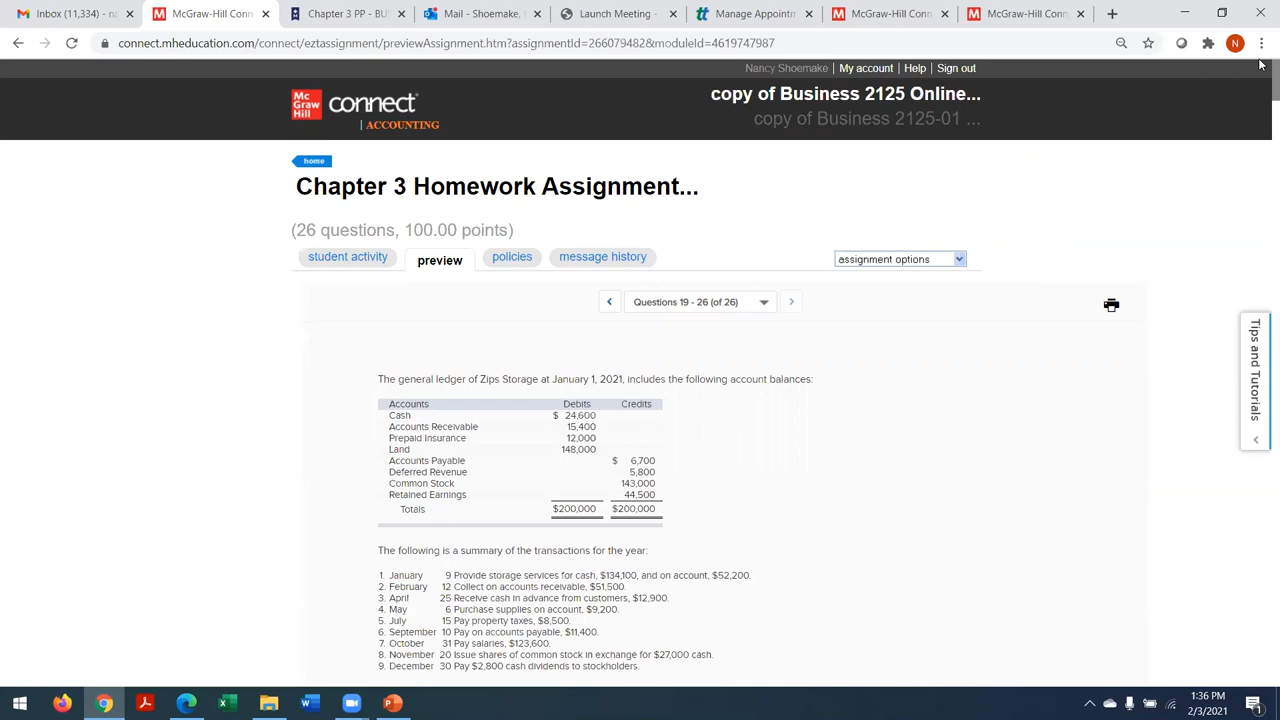 Inbox (11,334) - na
McGraw-Hill Conn
Chapter 3 PP - BU
Mail - Shoemake,
Launch Meeting -
Manage Appointm
McGraw-Hill Conn
McGraw-Hill Conn
connect.mheducation.com/connect/eztassignment/previewAssignment.htm?assignmentId=266079482&moduleId=4619747987
N
Nancy Shoemake My account Help Sign out
Mc Graw Hill connect
| ACCOUNTING
copy of Business 2125 Online...
copy of Business 2125-01 ...
home
Chapter 3 Homework Assignment...
(26 questions, 100.00 points)
student activity preview policies message history assignment options
Questions 19 - 26 (of 26)
Tips and Tutorials
The general ledger of Zips Storage at January 1, 2021, includes the following account balances:
Accounts Debits Credits
Cash $ 24,600
Accounts Receivable 15,400
Prepaid Insurance 12,000
Land 148,000
Accounts Payable $ 6,700
Deferred Revenue 5,800
Common Stock 143,000
Retained Earnings 44,500
Totals $200,000 $200,000
The following is a summary of the transactions for the year:
1. January 9 Provide storage services for cash, $134,100, and on account, $52,200.
2. February 12 Collect on accounts receivable, $51,500.
3. April 25 Receive cash in advance from customers, $12,900.
4. May 6 Purchase supplies on account, $9,200.
5. July 15 Pay property taxes, $8,500.
6. September 10 Pay on accounts payable, $11,400.
7. October 31 Pay salaries, $123,600.
8. November 20 Issue shares of common stock in exchange for $27,000 cash.
9. December 30 Pay $2,800 cash dividends to stockholders.
1:36 PM
2/3/2021